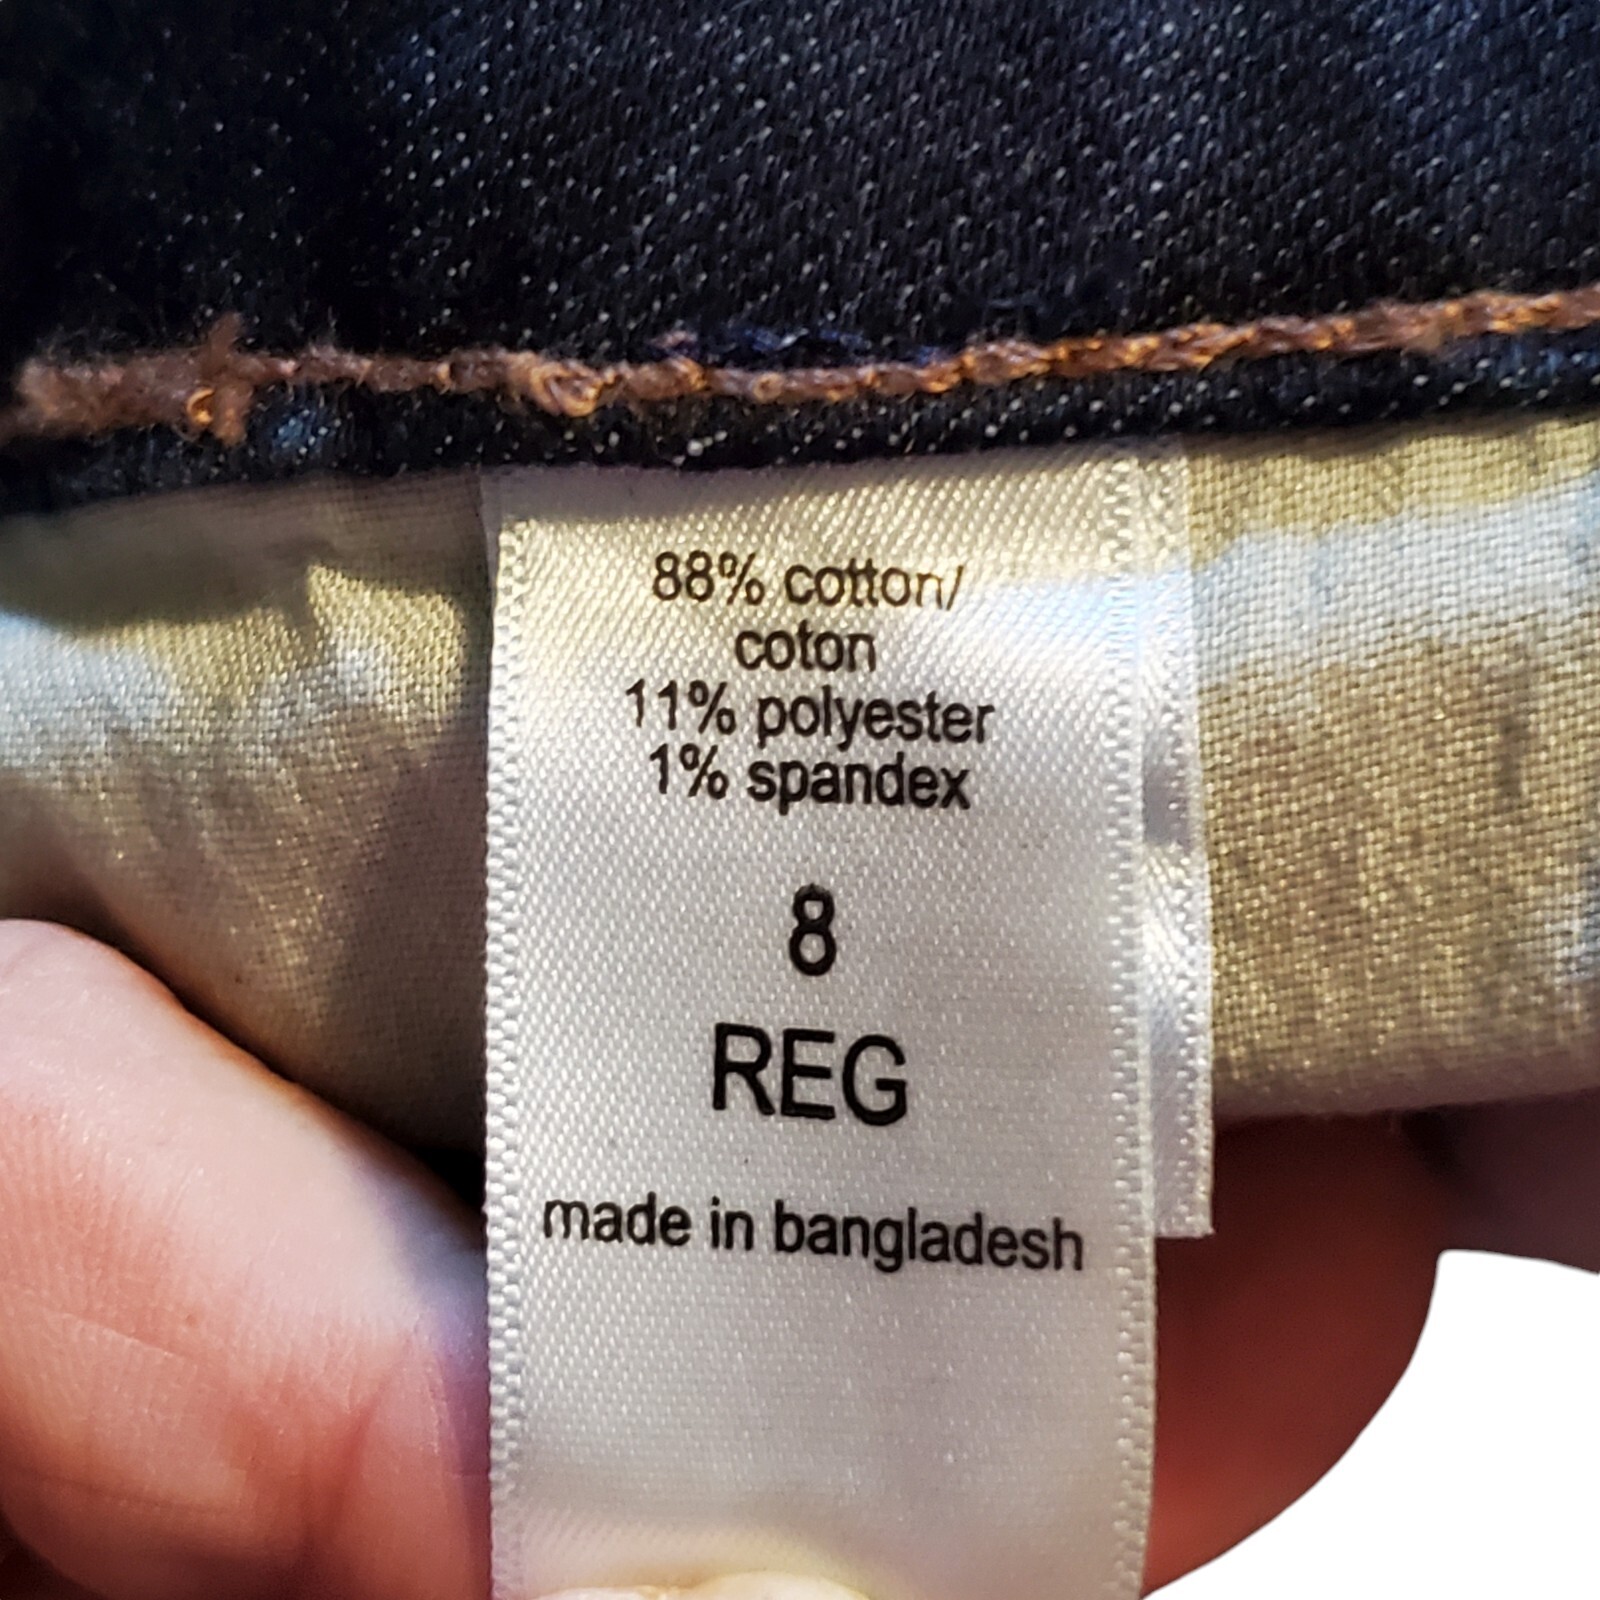 88% cotton/
coton
11% polyester
1% spandex
8
REG
made in bangladesh